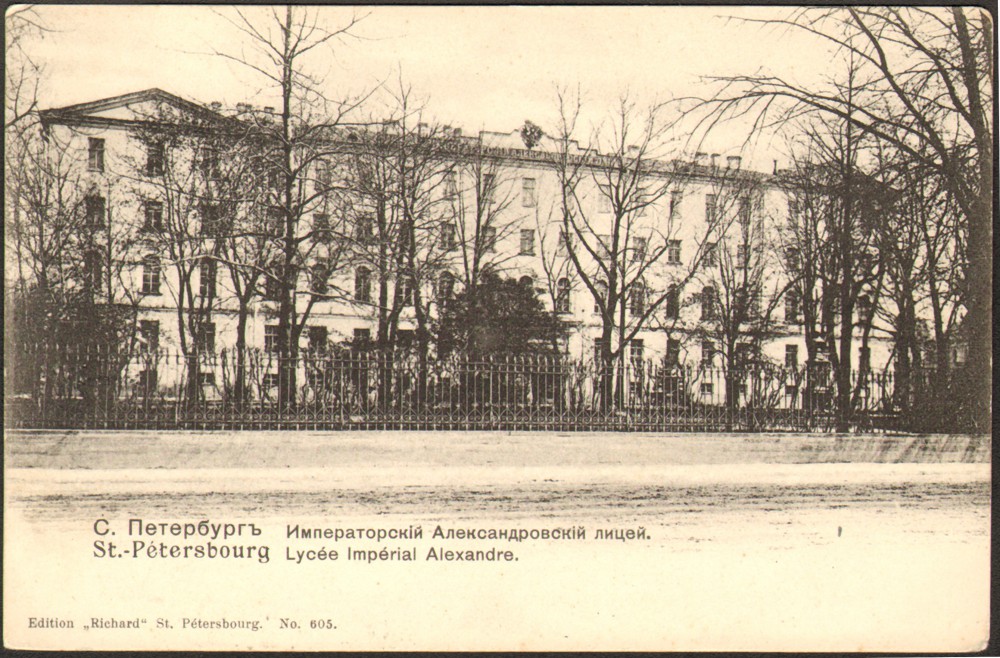 С. Петербургъ Императорскій Александровскій лицей.
St.-Pétersbourg Lycée Impérial Alexandre.
Edition „Richard“ St. Pétersbourg. No. 605.